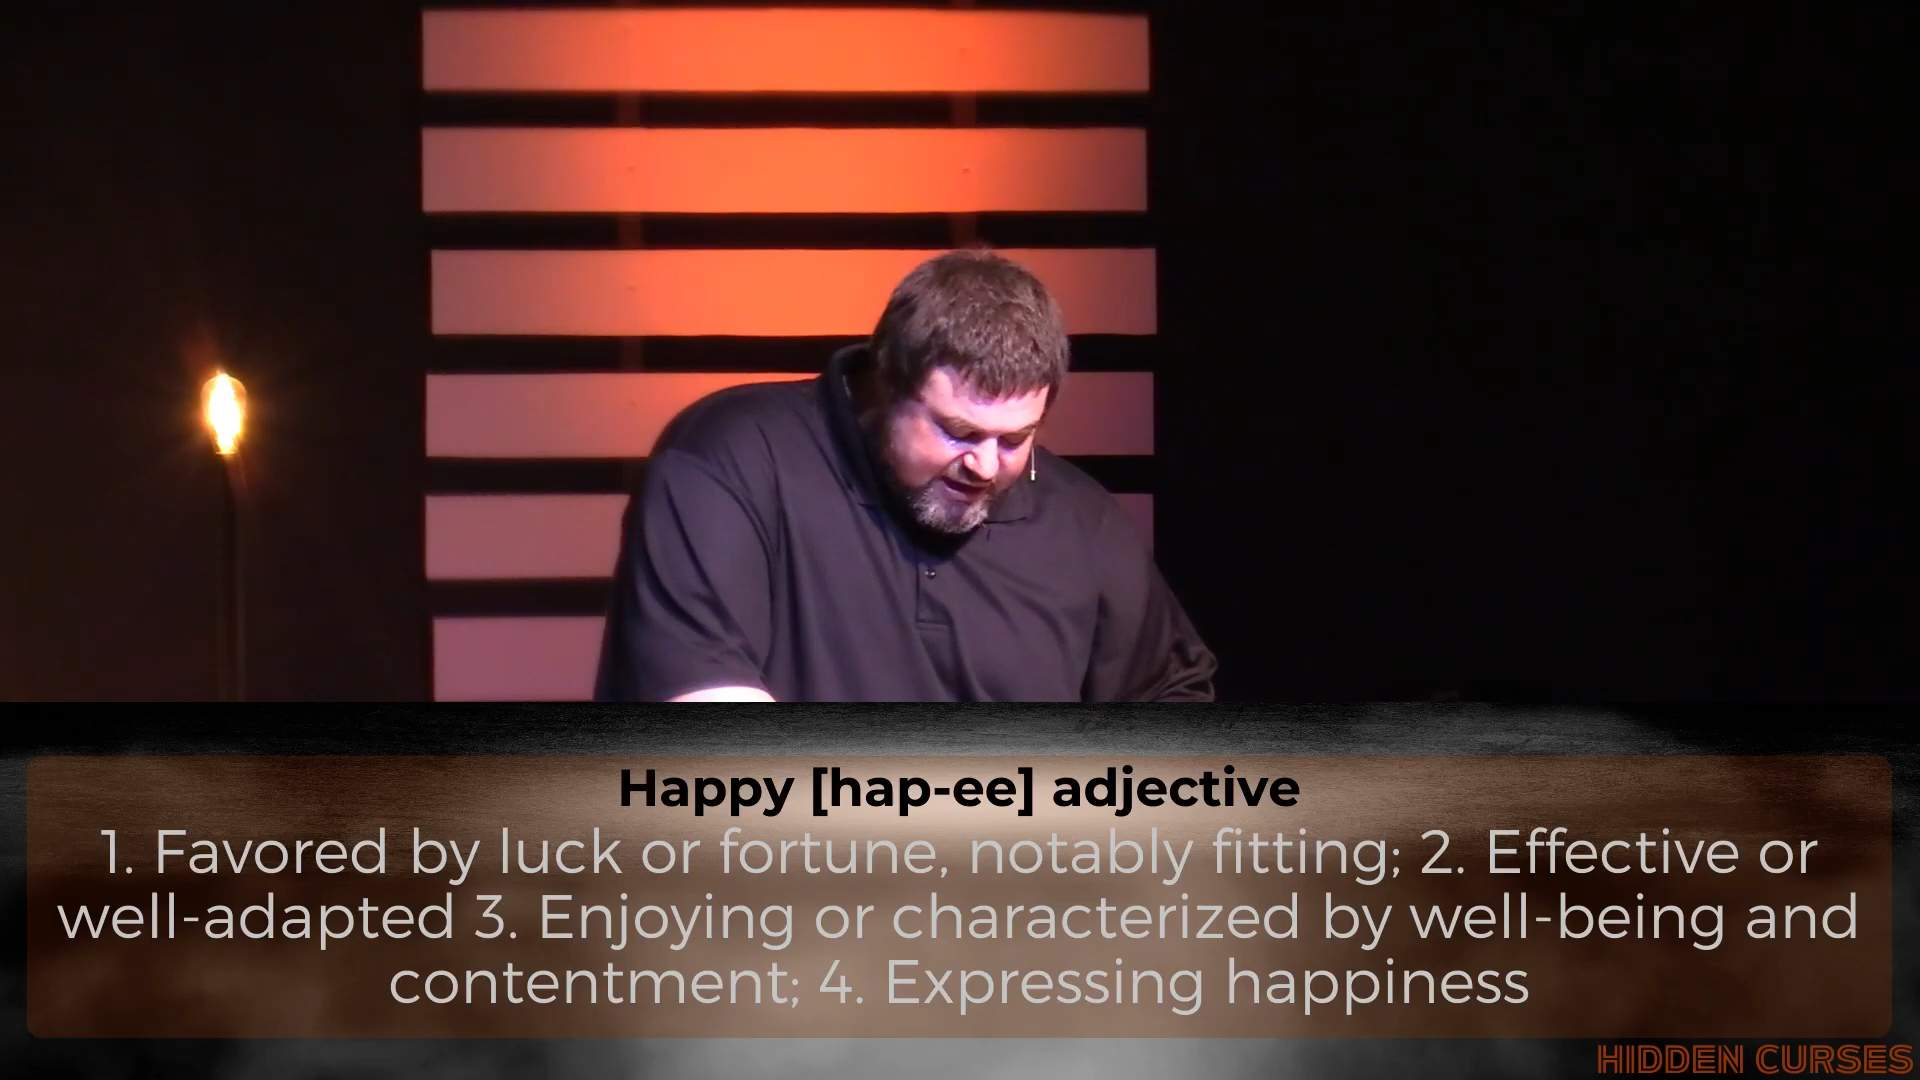 Happy [hap-ee] adjective
1. Favored by luck or fortune, notably fitting; 2. Effective or
well-adapted 3. Enjoying or characterized by well-being and
contentment; 4. Expressing happiness
HIDDEN CURSES